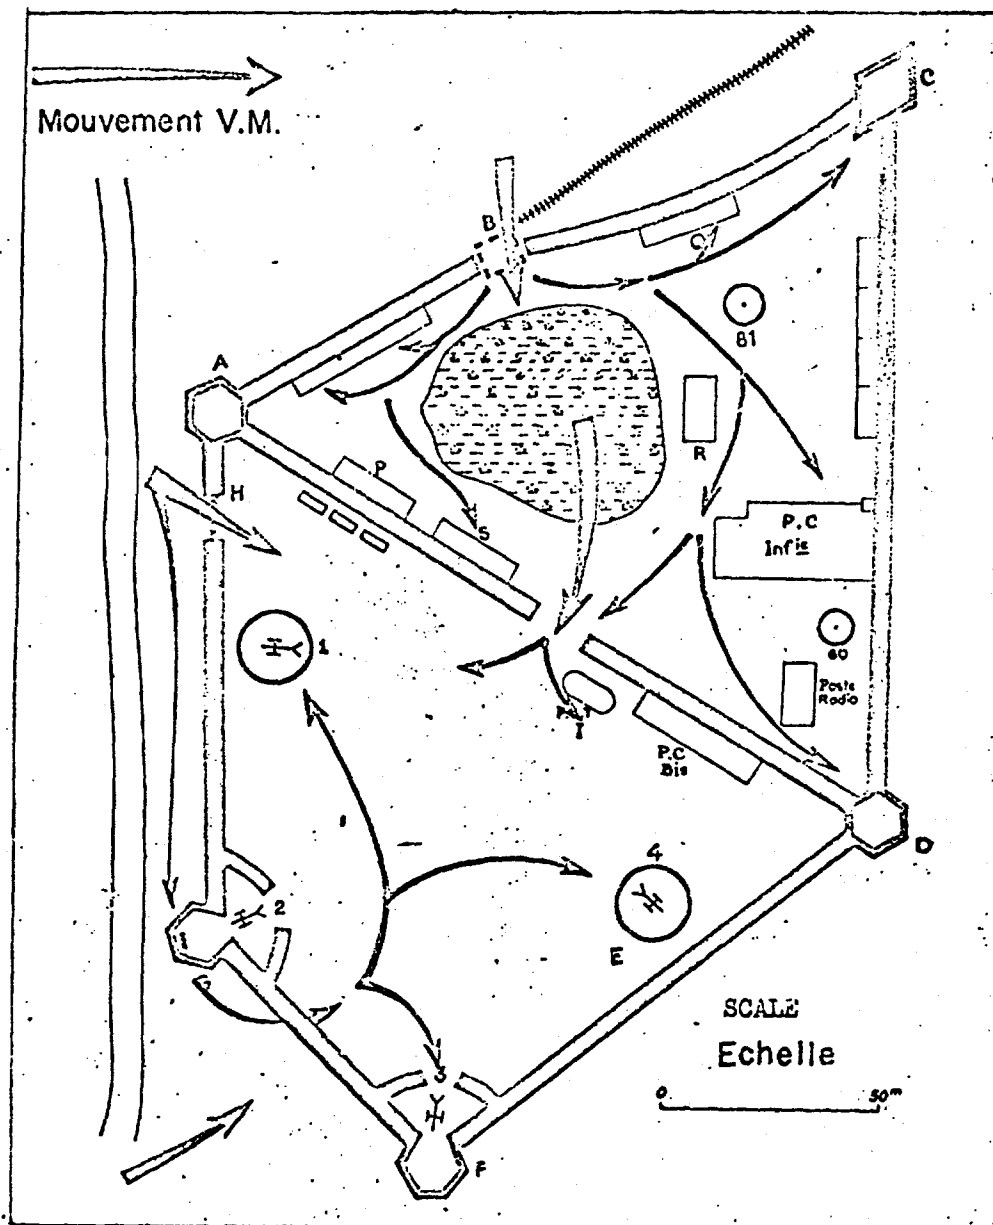 Mouvement V.M.
C
B
Q
A
81
R
P
H
S
P.C
Infie
1
60
Poste
Radio
P.C
Bis
4
D
2
E
G
SCALE
Echelle
3
0 50m
F